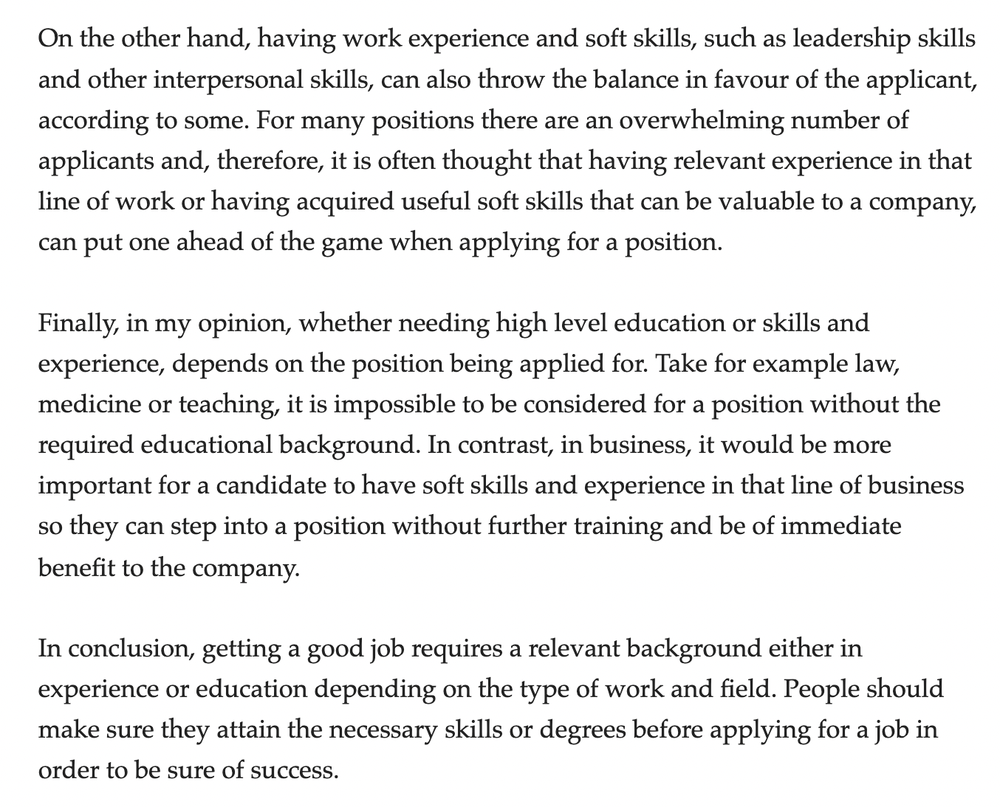 On the other hand, having work experience and soft skills, such as leadership skills
and other interpersonal skills, can also throw the balance in favour of the applicant,
according to some. For many positions there are an overwhelming number of
applicants and, therefore, it is often thought that having relevant experience in that
line of work or having acquired useful soft skills that can be valuable to a company,
can put one ahead of the game when applying for a position.
Finally, in my opinion, whether needing high level education or skills and
experience, depends on the position being applied for. Take for example law,
medicine or teaching, it is impossible to be considered for a position without the
required educational background. In contrast, in business, it would be more
important for a candidate to have soft skills and experience in that line of business
so they can step into a position without further training and be of immediate
benefit to the company.
In conclusion, getting a good job requires a relevant background either in
experience or education depending on the type of work and field. People should
make sure they attain the necessary skills or degrees before applying for a job in
order to be sure of success.